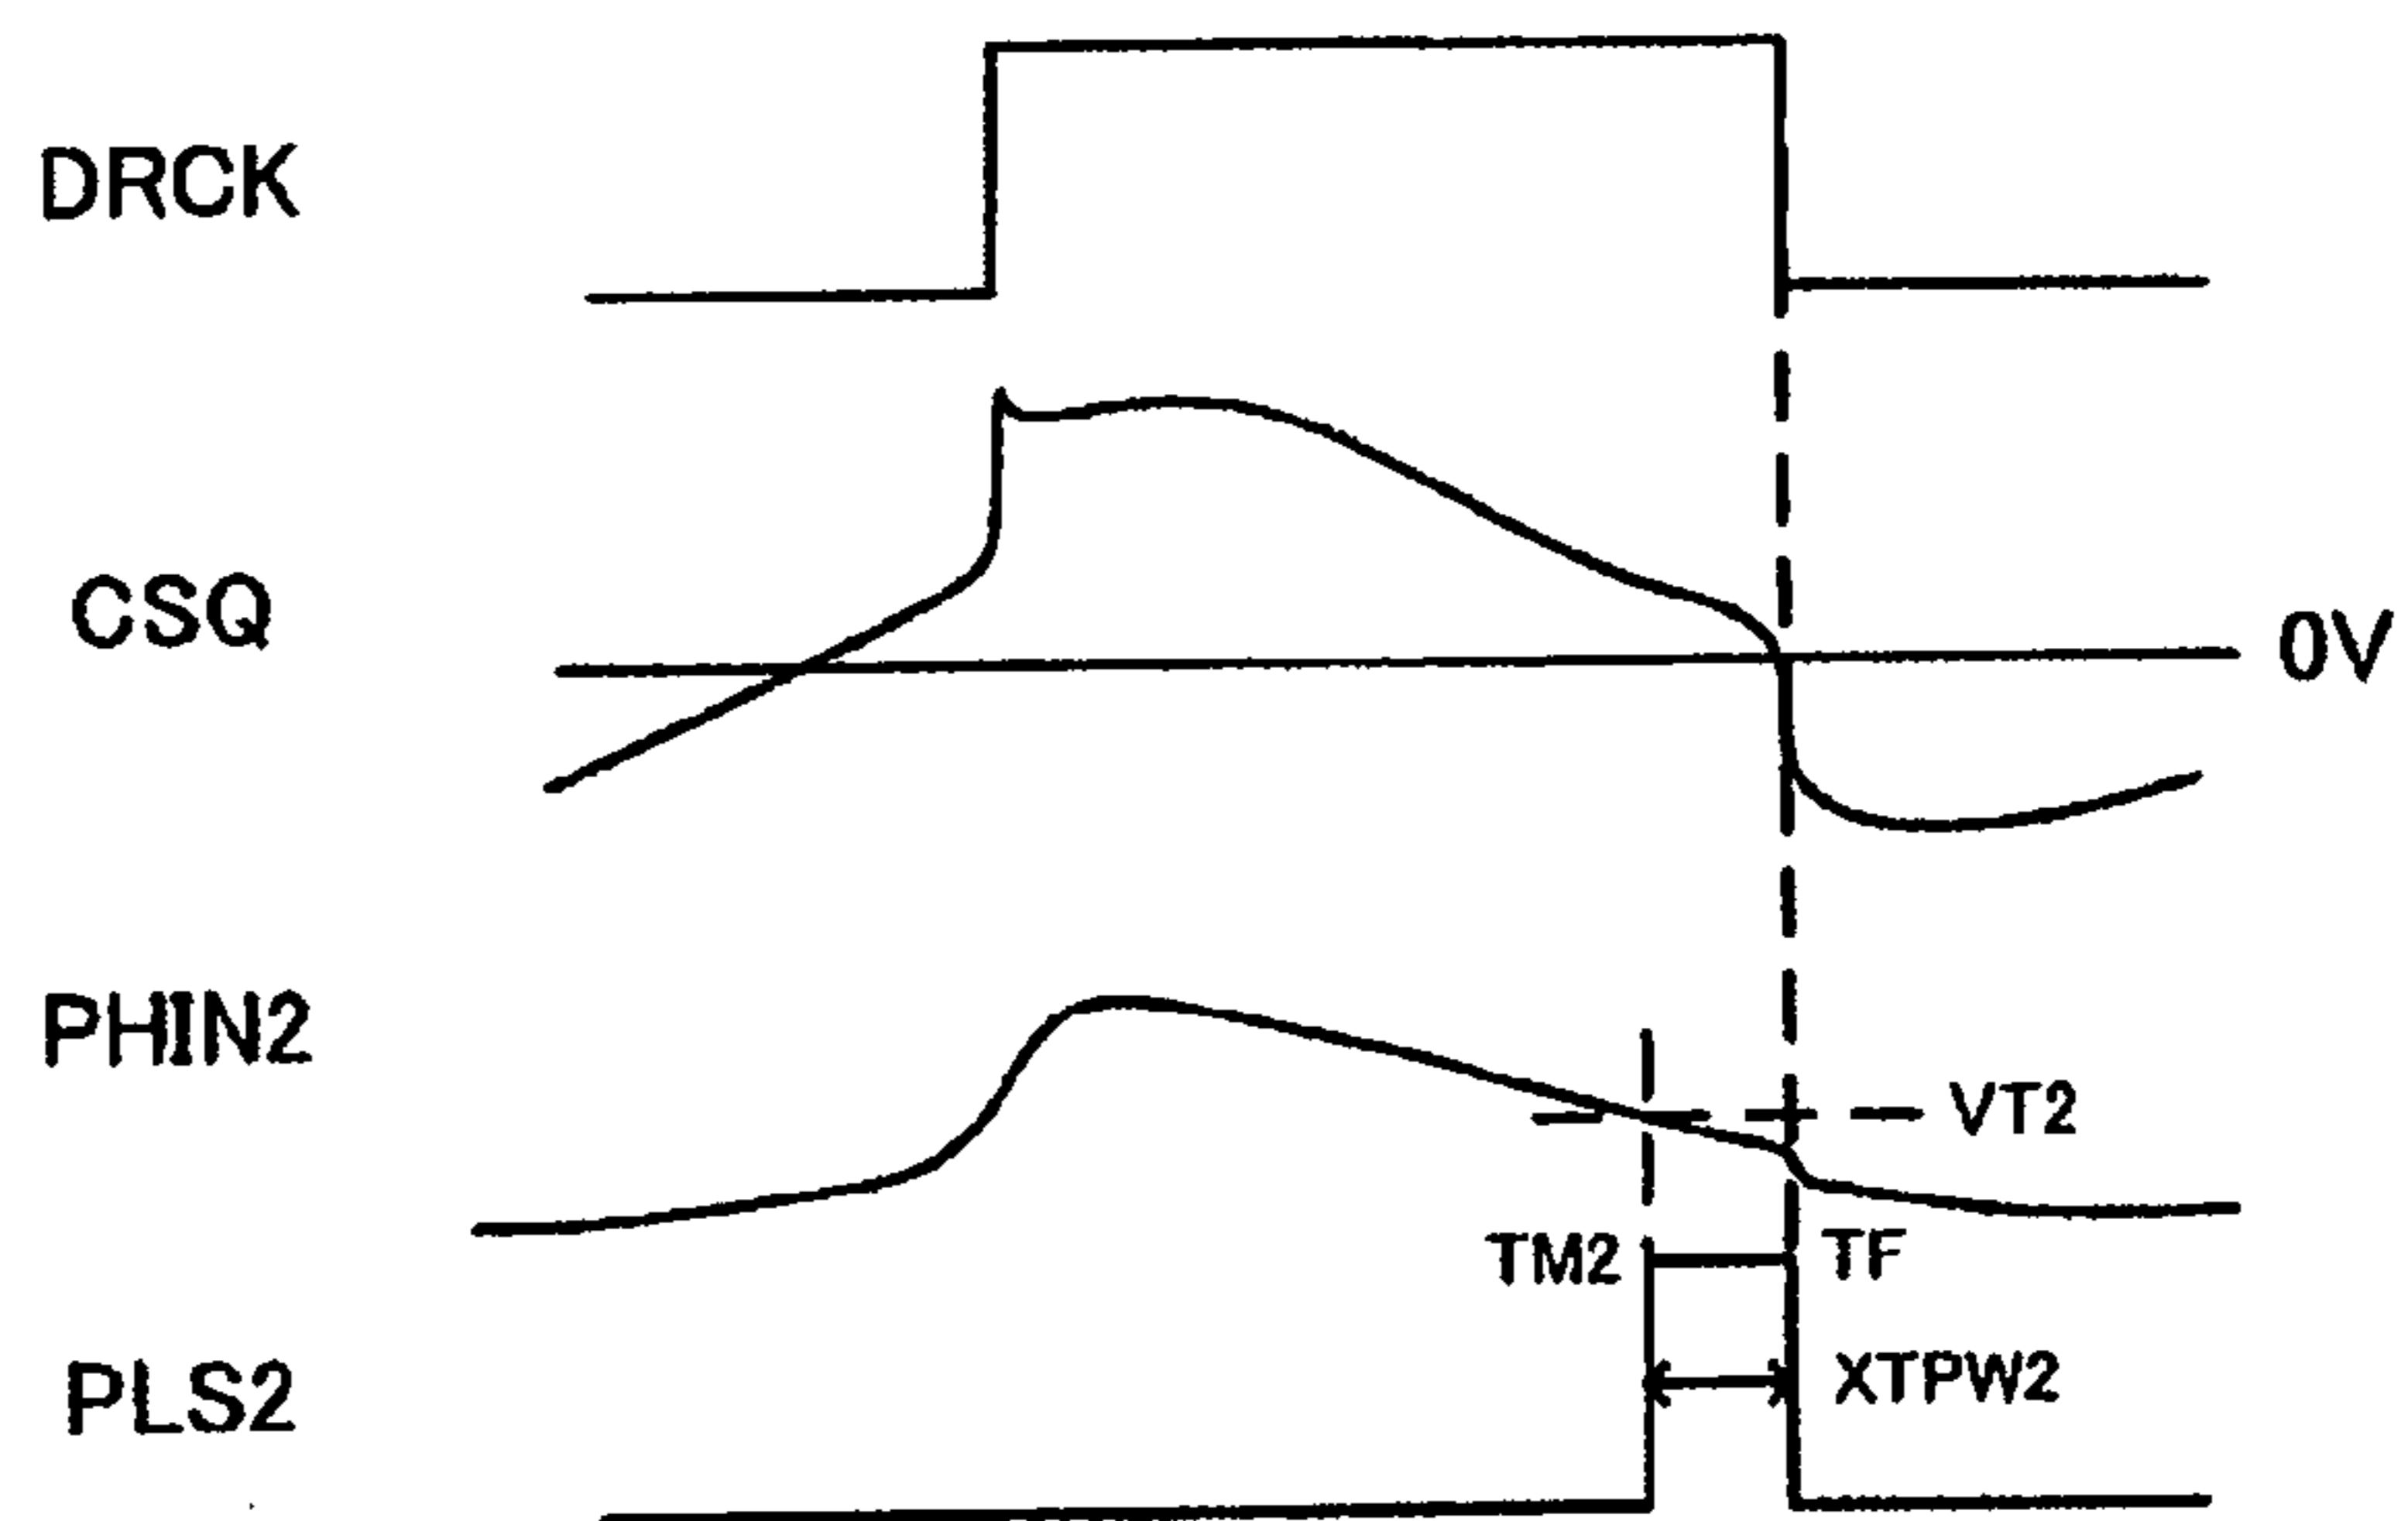 DRCK
CSQ
0V
PHIN2
VT2
TM2
TF
XTPW2
PLS2